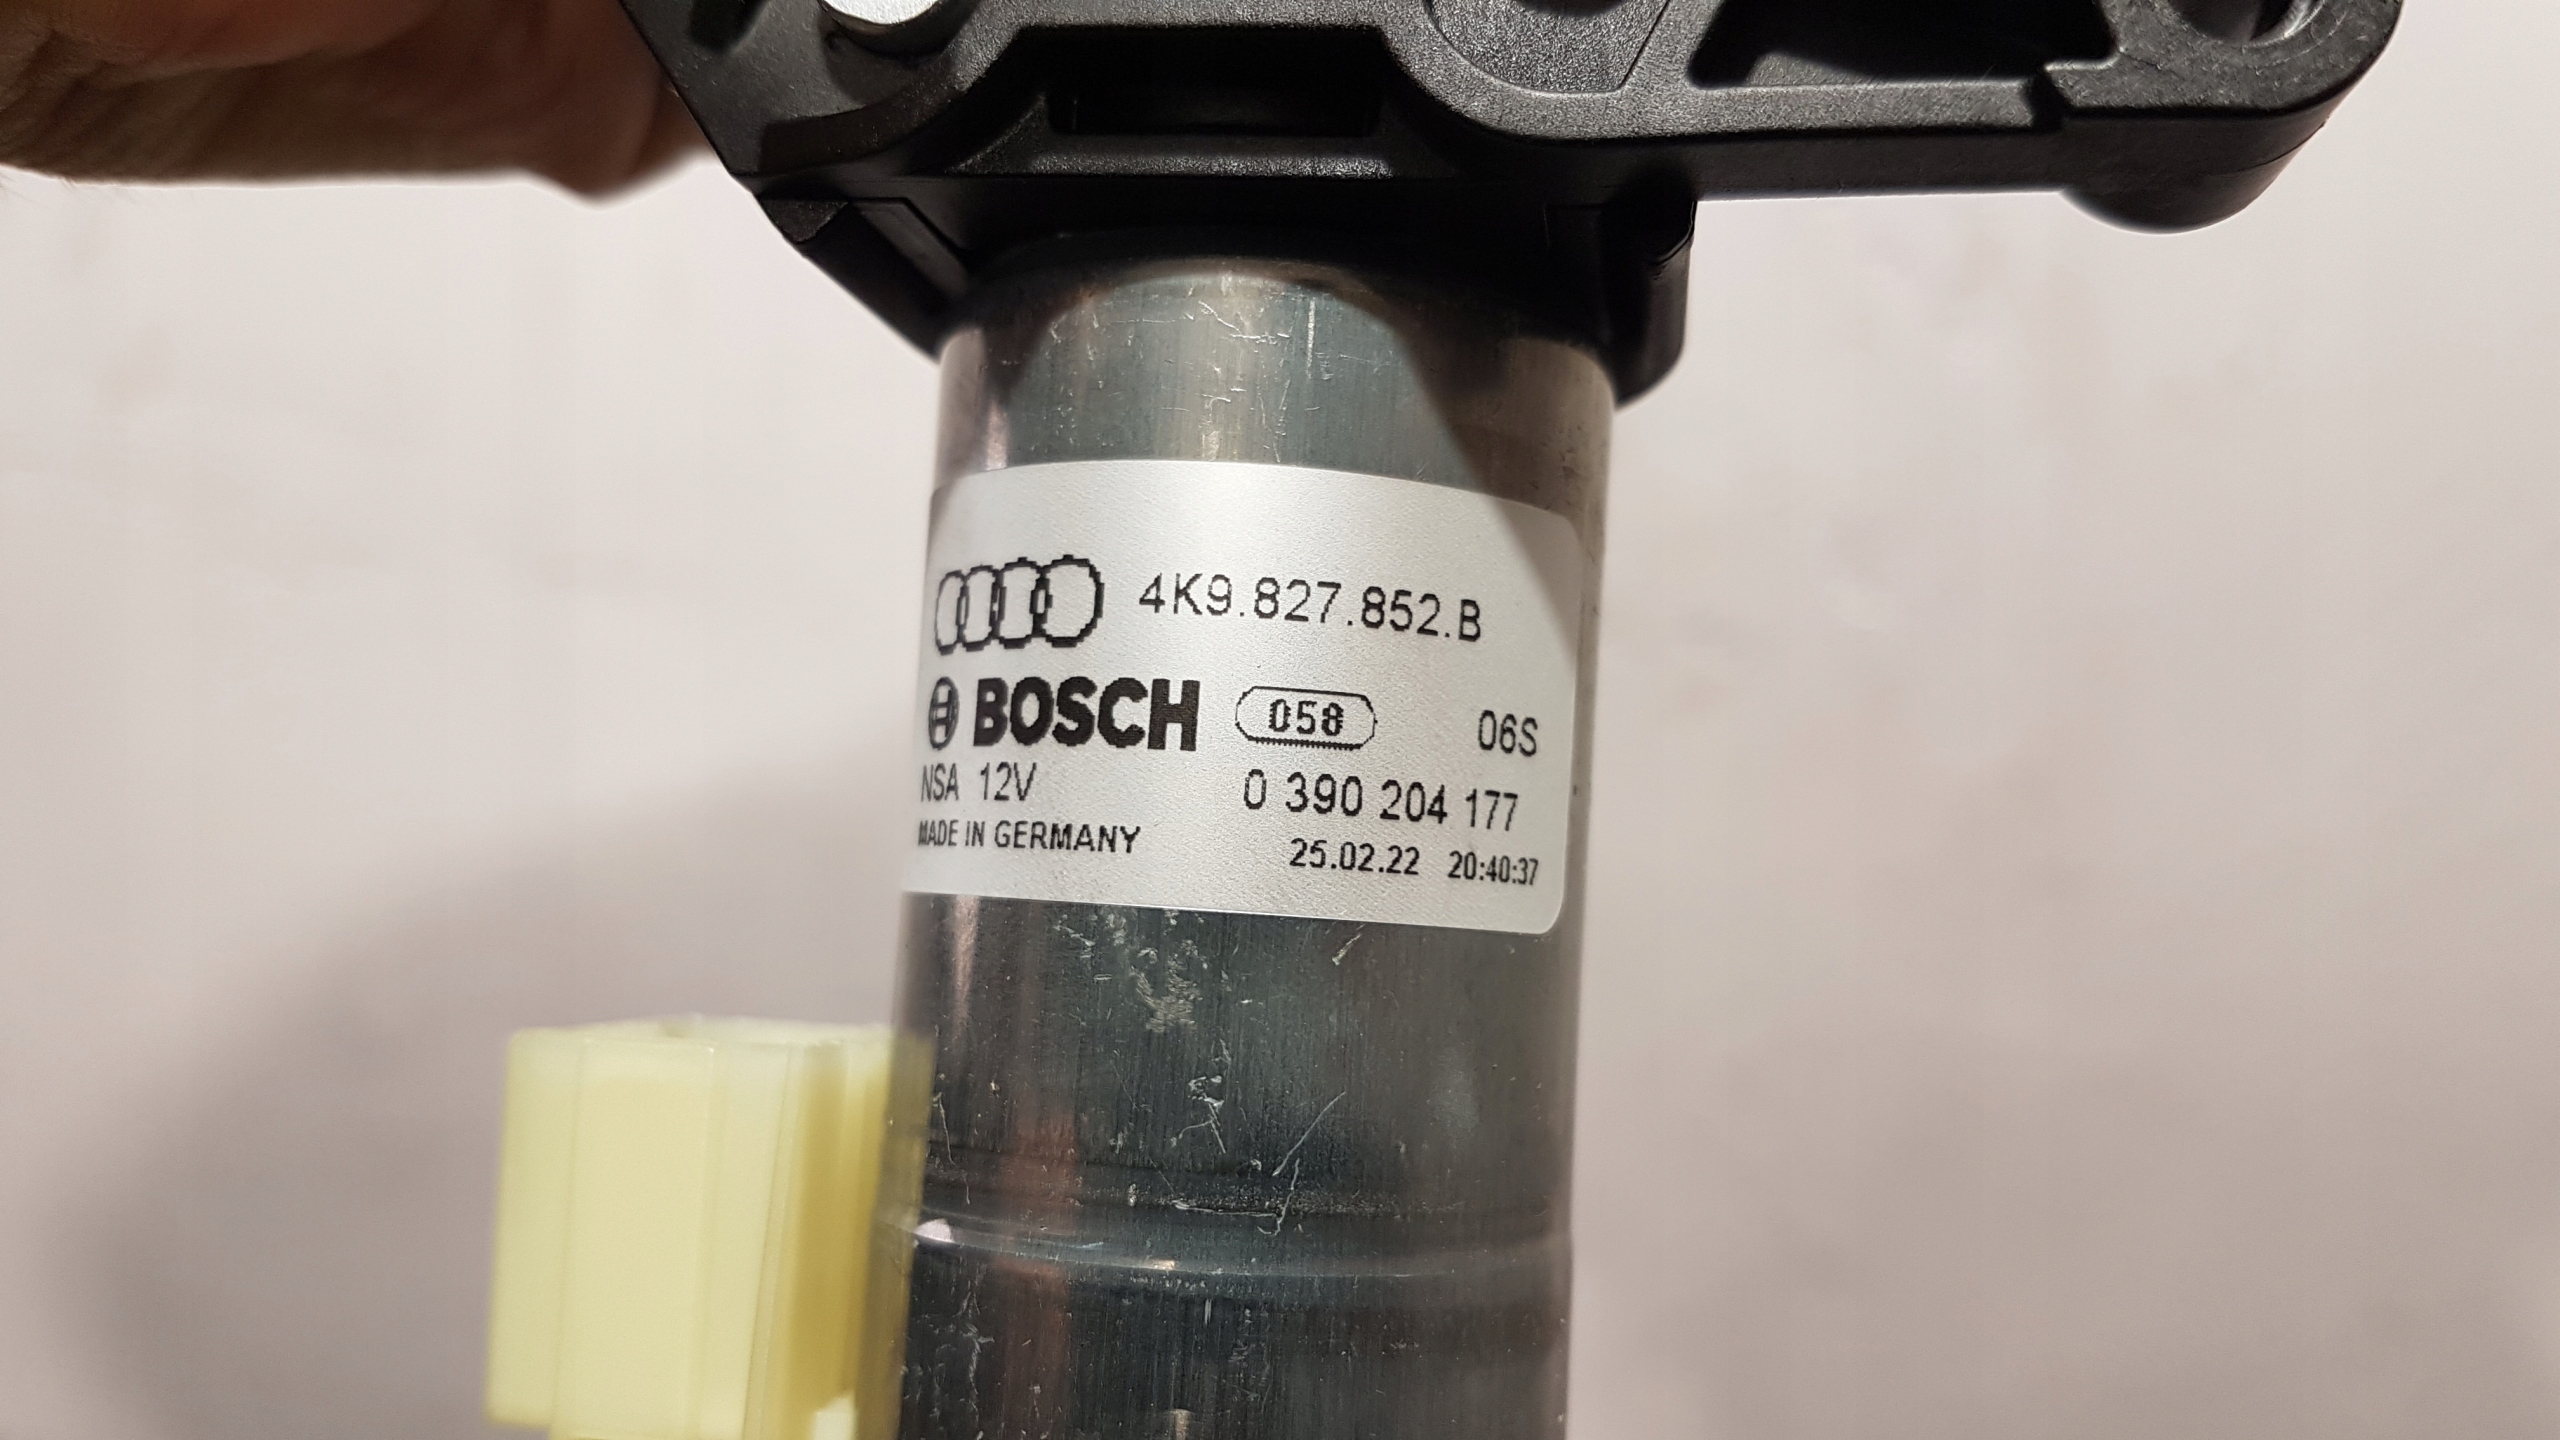 4K9.827.852.B
BOSCH 058 06S
NSA 12V 0 390 204 177
MADE IN GERMANY 25.02.22 20:40:37